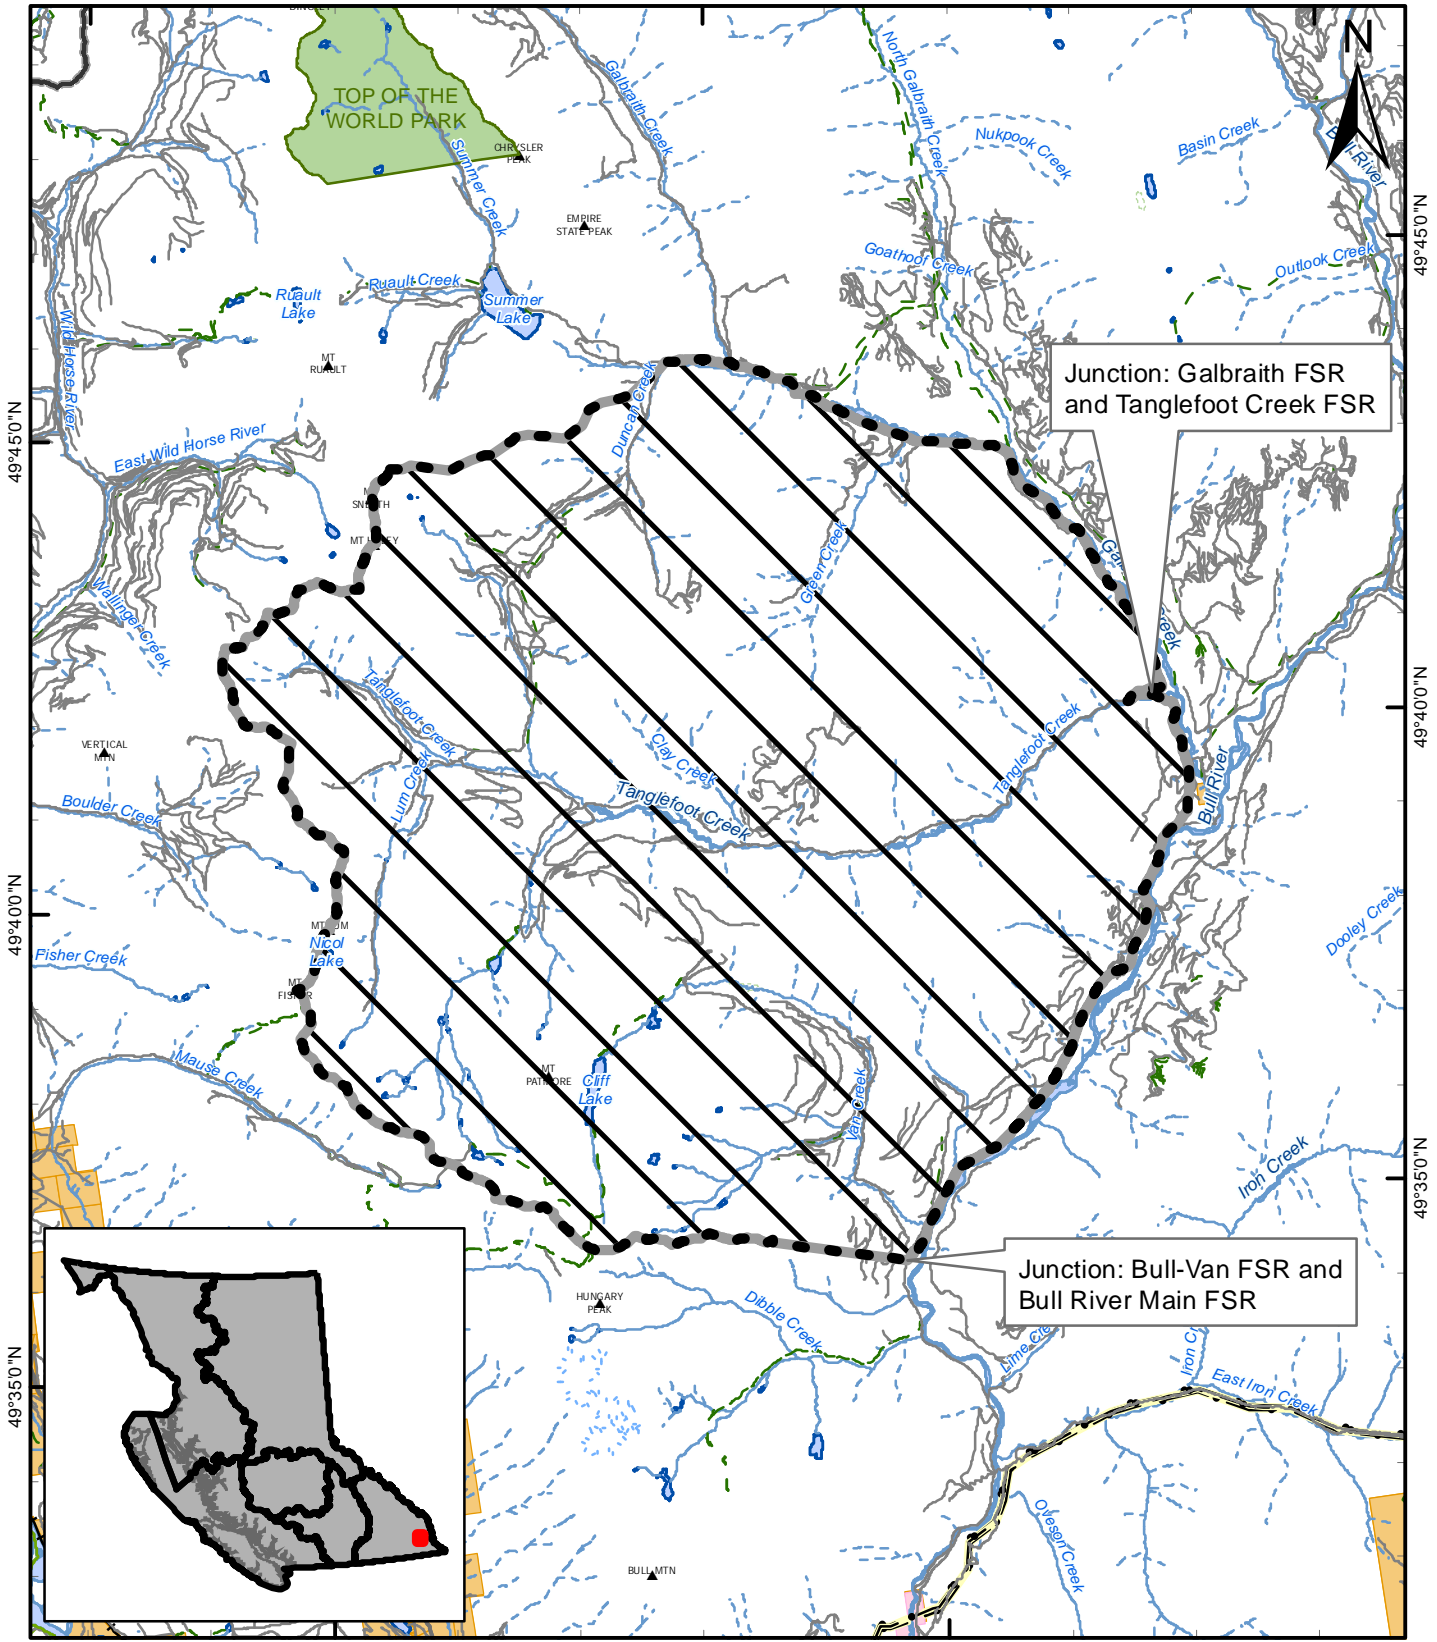 TOP OF THE
WORLD PARK
CHRYSLER
PEAK
Summer Creek
Galbraith Creek
North Galbraith Creek
Nukpook Creek
Basin Creek
Bull River
N
EMPIRE
STATE PEAK
Goathoof Creek
Outlook Creek
49°45'0"N
Ruault
Lake
Ruault Creek
Summer
Lake
Wild Horse River
MT
RUAULT
Junction: Galbraith FSR
and Tanglefoot Creek FSR
Duncan Creek
49°45'0"N
East Wild Horse River
Green Creek
Wallinger Creek
Creek
49°40'0"N
Tanglefoot Creek
Tanglefoot Creek
Clay Creek
VERTICAL
MTN
Lum Creek
Tanglefoot Creek
Bull River
Boulder Creek
49°40'0"N
Nicol
Lake
Fisher Creek
MT
Dooley Creek
Mause Creek
MT
Cliff
Lake
Van Creek
Iron Creek
49°35'0"N
Junction: Bull-Van FSR and
Bull River Main FSR
HUNGARY
PEAK
Dibble Creek
Lime
Iron
49°35'0"N
East Iron Creek
Oveson Creek
BULL MTN